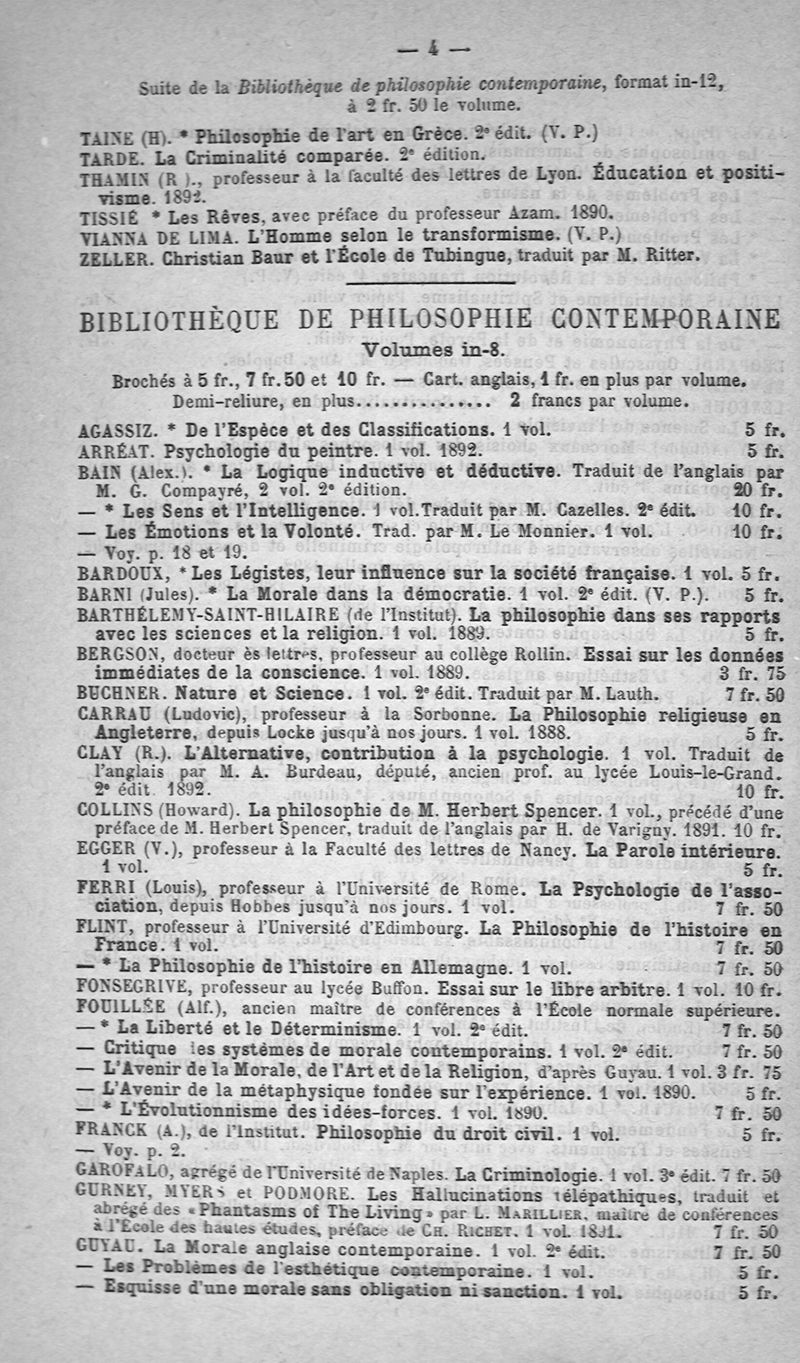 — 4 —
Suite de la Bibliothèque de philosophie contemporaine, format in-12,
à 2 fr. 50 le volume.
TAINE (H). * Philosophie de l'art en Grèce. 2e édit. (V. P.)
TARDE. La Criminalité comparée. 2e édition.
THAMIN (R )., professeur à la faculté des lettres de Lyon. Éducation et positi-
visme. 1892.
TISSIÉ * Les Rêves, avec préface du professeur Azam. 1890.
VIANNA DE LIMA. L'Homme selon le transformisme. (V. P.)
ZELLER. Christian Baur et l'École de Tubingue, traduit par M. Ritter.
BIBLIOTHÈQUE DE PHILOSOPHIE CONTEMPORAINE
Volumes in-8.
Brochés à 5 fr., 7 fr. 50 et 10 fr. — Cart. anglais, 1 fr. en plus par volume.
Demi-reliure, en plus............... 2 francs par volume.
AGASSIZ. * De l'Espèce et des Classifications. 1 vol. 5 fr.
ARRÉAT. Psychologie du peintre. 1 vol. 1892. 5 fr.
BAIN (Alex.). * La Logique inductive et déductive. Traduit de l'anglais par
M. G. Compayré, 2 vol. 2e édition. 20 fr.
— * Les Sens et l'Intelligence. 1 vol. Traduit par M. Cazelles. 2e édit. 10 fr.
— Les Émotions et la Volonté. Trad. par M. Le Monnier. 1 vol. 10 fr.
— Voy. p. 18 et 19.
BARDOUX, * Les Légistes, leur influence sur la société française. 1 vol. 5 fr.
BARNI (Jules). * La Morale dans la démocratie. 1 vol. 2e édit. (V. P.). 5 fr.
BARTHÉLEMY-SAINT-HILAIRE (de l'Institut). La philosophie dans ses rapports
avec les sciences et la religion. 1 vol. 1889. 5 fr.
BERGSON, docteur ès lettres, professeur au collège Rollin. Essai sur les données
immédiates de la conscience. 1 vol. 1889. 3 fr. 75
BUCHNER. Nature et Science. 1 vol. 2e édit. Traduit par M. Lauth. 7 fr. 50
CARRAU (Ludovic), professeur à la Sorbonne. La Philosophie religieuse en
Angleterre, depuis Locke jusqu'à nos jours. 1 vol. 1888. 5 fr.
CLAY (R.). L'Alternative, contribution à la psychologie. 1 vol. Traduit de
l'anglais par M. A. Burdeau, député, ancien prof. au lycée Louis-le-Grand.
2e édit. 1892. 10 fr.
COLLINS (Howard). La philosophie de M. Herbert Spencer. 1 vol., précédé d'une
préface de M. Herbert Spencer, traduit de l'anglais par H. de Varigny. 1891. 10 fr.
EGGER (V.), professeur à la Faculté des lettres de Nancy. La Parole intérieure.
1 vol. 5 fr.
FERRI (Louis), professeur à l'Université de Rome. La Psychologie de l'asso-
ciation, depuis Hobbes jusqu'à nos jours. 1 vol. 7 fr. 50
FLINT, professeur à l'Université d'Edimbourg. La Philosophie de l'histoire en
France. 1 vol. 7 fr. 50
— * La Philosophie de l'histoire en Allemagne. 1 vol. 7 fr. 50
FONSEGRIVE, professeur au lycée Buffon. Essai sur le libre arbitre. 1 vol. 10 fr.
FOUILLÉE (Alf.), ancien maître de conférences à l'École normale supérieure.
— * La Liberté et le Déterminisme. 1 vol. 2e édit. 7 fr. 50
— Critique des systèmes de morale contemporains. 1 vol. 2e édit. 7 fr. 50
— L'Avenir de la Morale, de l'Art et de la Religion, d'après Guyau. 1 vol. 3 fr. 75
— L'Avenir de la métaphysique fondée sur l'expérience. 1 vol. 1890. 5 fr.
— * L'Évolutionnisme des idées-forces. 1 vol. 1890. 7 fr. 50
FRANCK (A.), de l'Institut. Philosophie du droit civil. 1 vol. 5 fr.
— Voy. p. 2.
GAROFALO, agrégé de l'Université de Naples. La Criminologie. 1 vol. 3e édit. 7 fr. 50
GURNEY, MYERS et PODMORE. Les Hallucinations télépathiques, traduit et
abrégé des «Phantasms of The Living» par L. MARILLIER, maître de conférences
à l'École des hautes études, préface de CH. RICHET. 1 vol. 1891. 7 fr. 50
GUYAU. La Morale anglaise contemporaine. 1 vol. 2e édit. 7 fr. 50
— Les Problèmes de l'esthétique contemporaine. 1 vol. 5 fr.
— Esquisse d'une morale sans obligation ni sanction. 1 vol. 5 fr.